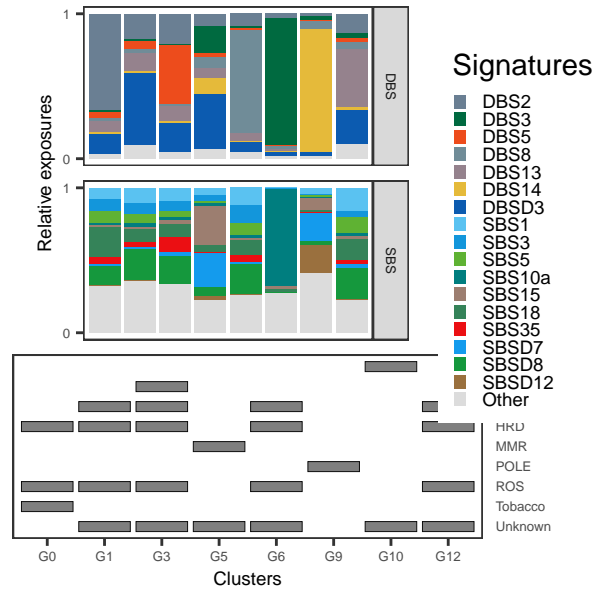 1
0
Relative exposures
DBS
1
0
SBS
Signatures
DBS2
DBS3
DBS5
DBS8
DBS13
DBS14
DBSD3
SBS1
SBS3
SBS5
SBS10a
SBS15
SBS18
SBS35
SBSD7
SBSD8
SBSD12
Other
HRD
MMR
POLE
ROS
Tobacco
Unknown
G0 G1 G3 G5 G6 G9 G10 G12
Clusters